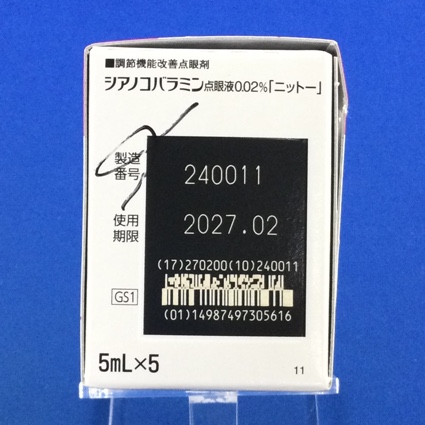 ■調節機能改善点眼剤
シアノコバラミン点眼液0.02%「ニットー」
製造番号 240011
使用期限 2027.02
(17)270200(10)240011
GS1
(01)14987497305616
5mL×5
11